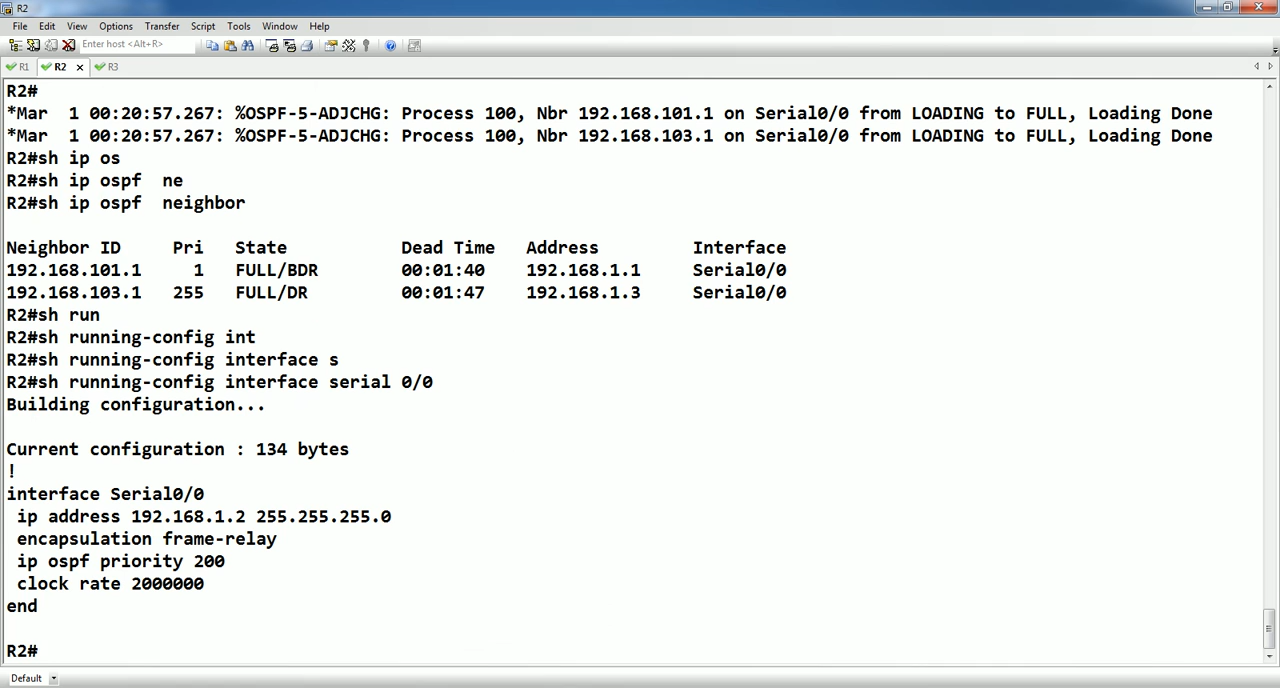 R2
File Edit View Options Transfer Script Tools Window Help
Enter host <Alt+R>
R1 R2 R3
R2#
*Mar  1 00:20:57.267: %OSPF-5-ADJCHG: Process 100, Nbr 192.168.101.1 on Serial0/0 from LOADING to FULL, Loading Done
*Mar  1 00:20:57.267: %OSPF-5-ADJCHG: Process 100, Nbr 192.168.103.1 on Serial0/0 from LOADING to FULL, Loading Done
R2#sh ip os
R2#sh ip ospf  ne
R2#sh ip ospf  neighbor
Neighbor ID     Pri   State           Dead Time   Address         Interface
192.168.101.1     1   FULL/BDR        00:01:40    192.168.1.1     Serial0/0
192.168.103.1   255   FULL/DR         00:01:47    192.168.1.3     Serial0/0
R2#sh run
R2#sh running-config int
R2#sh running-config interface s
R2#sh running-config interface serial 0/0
Building configuration...
Current configuration : 134 bytes
!
interface Serial0/0
 ip address 192.168.1.2 255.255.255.0
 encapsulation frame-relay
 ip ospf priority 200
 clock rate 2000000
end
R2#
Default